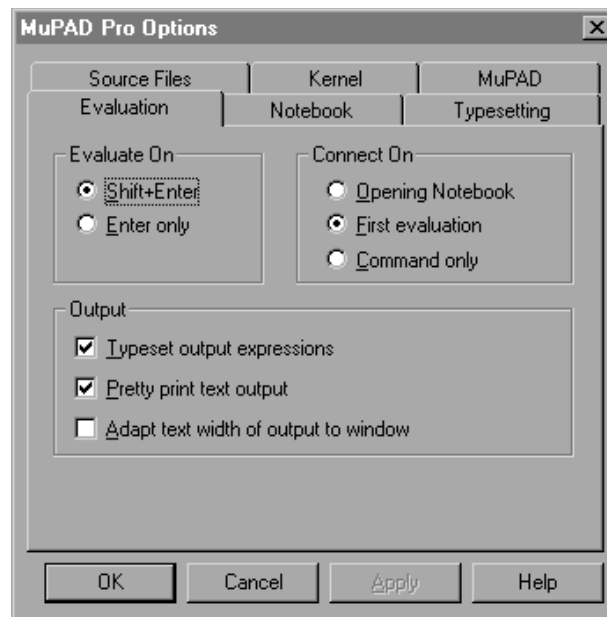 MuPAD Pro Options
Source Files Kernel MuPAD
Evaluation Notebook Typesetting
Evaluate On
Shift+Enter
Enter only
Connect On
Opening Notebook
First evaluation
Command only
Output
Typeset output expressions
Pretty print text output
Adapt text width of output to window
OK Cancel Apply Help